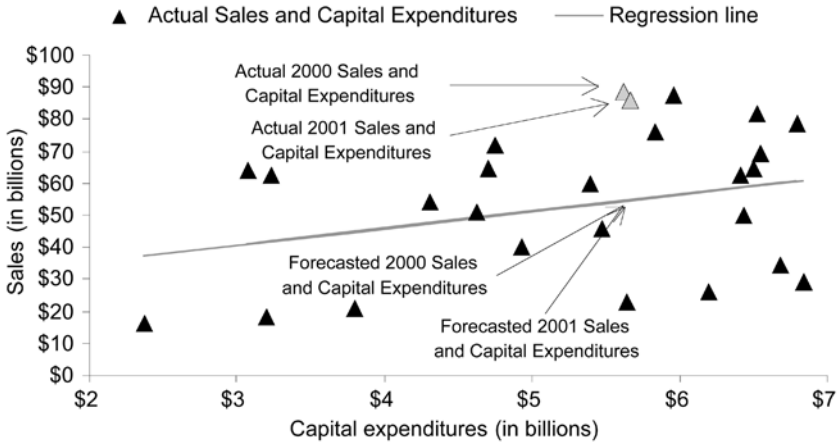 Actual Sales and Capital Expenditures
Regression line
$100
$90
$80
$70
$60
$50
$40
$30
$20
$10
$0
Sales (in billions)
Actual 2000 Sales and
Capital Expenditures
Actual 2001 Sales and
Capital Expenditures
Forecasted 2000 Sales
and Capital Expenditures
Forecasted 2001 Sales
and Capital Expenditures
$2
$3
$4
$5
$6
$7
Capital expenditures (in billions)